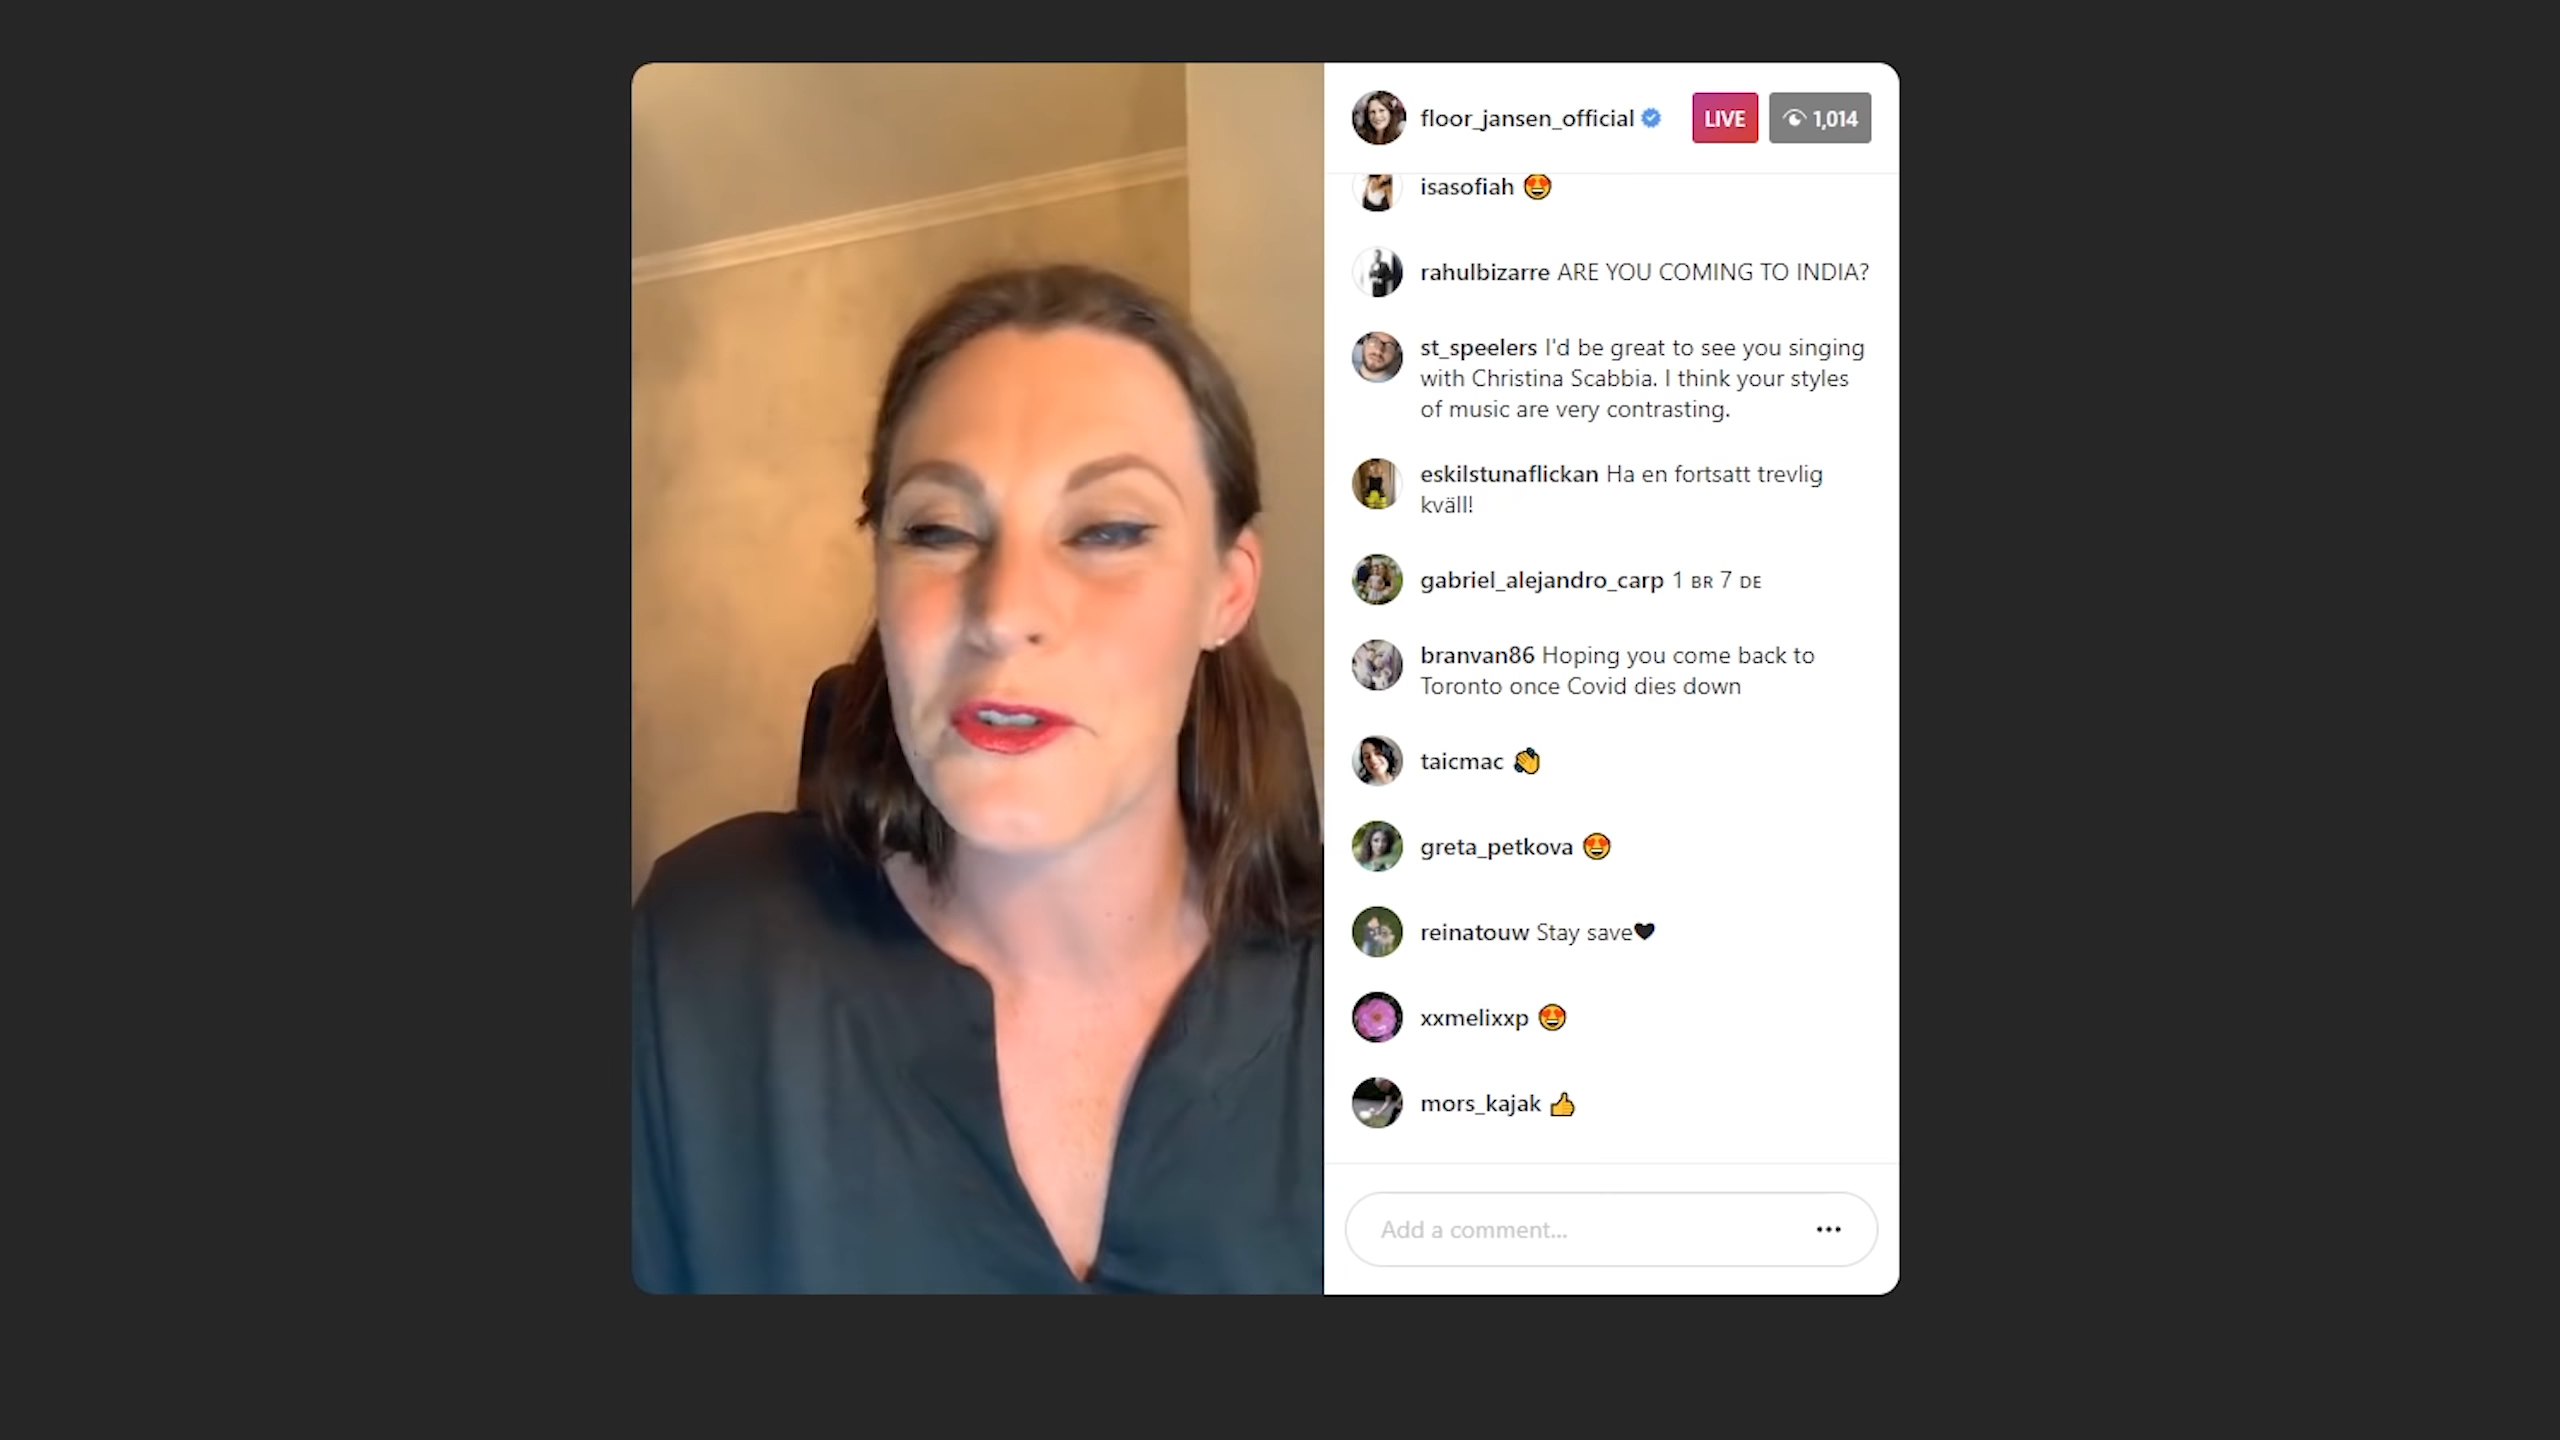 floor_jansen_official LIVE 1,014
isasofiah 😍
rahulbizarre ARE YOU COMING TO INDIA?
st_speelers I'd be great to see you singing
with Christina Scabbia. I think your styles
of music are very contrasting.
eskilstunaflickan Ha en fortsatt trevlig
kväll!
gabriel_alejandro_carp 1 BR 7 DE
branvan86 Hoping you come back to
Toronto once Covid dies down
taicmac 👏
greta_petkova 😍
reinatouw Stay save🖤
xxmelixxp 😍
mors_kajak 👍
Add a comment...